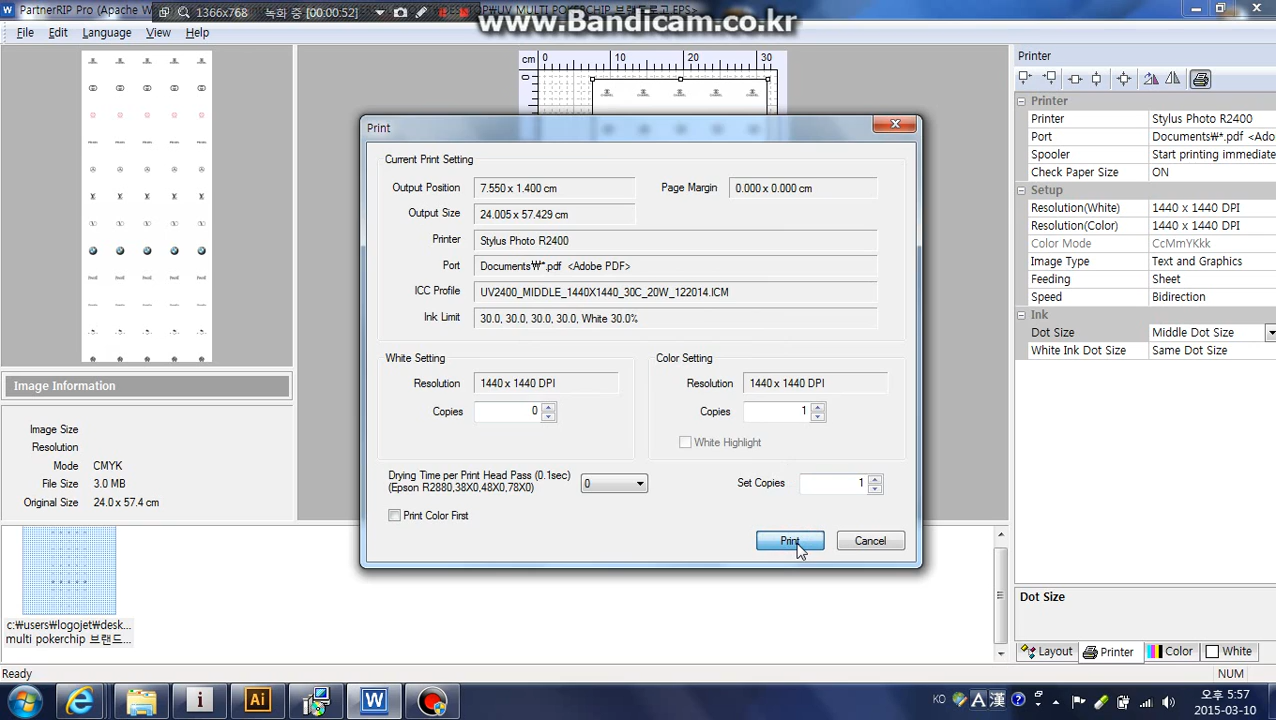 PartnerRIP Pro (Apache
1366x768
녹화 중 (00:00:52)
www.Bandicam.co.kr
File Edit Language View Help
cm 0 10 20 30
0
Image Information
Image Size
Resolution
Mode CMYK
File Size 3.0 MB
Original Size 24.0 x 57.4 cm
c:₩users₩logojet₩desk...
multi pokerchip 브랜드...
Print
Current Print Setting
Output Position 7.550 x 1.400 cm Page Margin 0.000 x 0.000 cm
Output Size 24.005 x 57.429 cm
Printer Stylus Photo R2400
Port Documents₩*.pdf <Adobe PDF>
ICC Profile UV2400_MIDDLE_1440X1440_30C_20W_122014.ICM
Ink Limit 30.0, 30.0, 30.0, 30.0, White 30.0%
White Setting Color Setting
Resolution 1440 x 1440 DPI Resolution 1440 x 1440 DPI
Copies 0 Copies 1
White Highlight
Drying Time per Print Head Pass (0.1sec)
(Epson R2880,38X0,48X0,78X0) 0 Set Copies 1
Print Color First
Print Cancel
Printer
Printer
Printer Stylus Photo R2400
Port Documents₩*.pdf <Ado
Spooler Start printing immediate
Check Paper Size ON
Setup
Resolution(White) 1440 x 1440 DPI
Resolution(Color) 1440 x 1440 DPI
Color Mode CcMmYKkk
Image Type Text and Graphics
Feeding Sheet
Speed Bidirection
Ink
Dot Size Middle Dot Size
White Ink Dot Size Same Dot Size
Dot Size
Layout Printer Color White
Ready NUM
KO A 漢
오후 5:57
2015-03-10